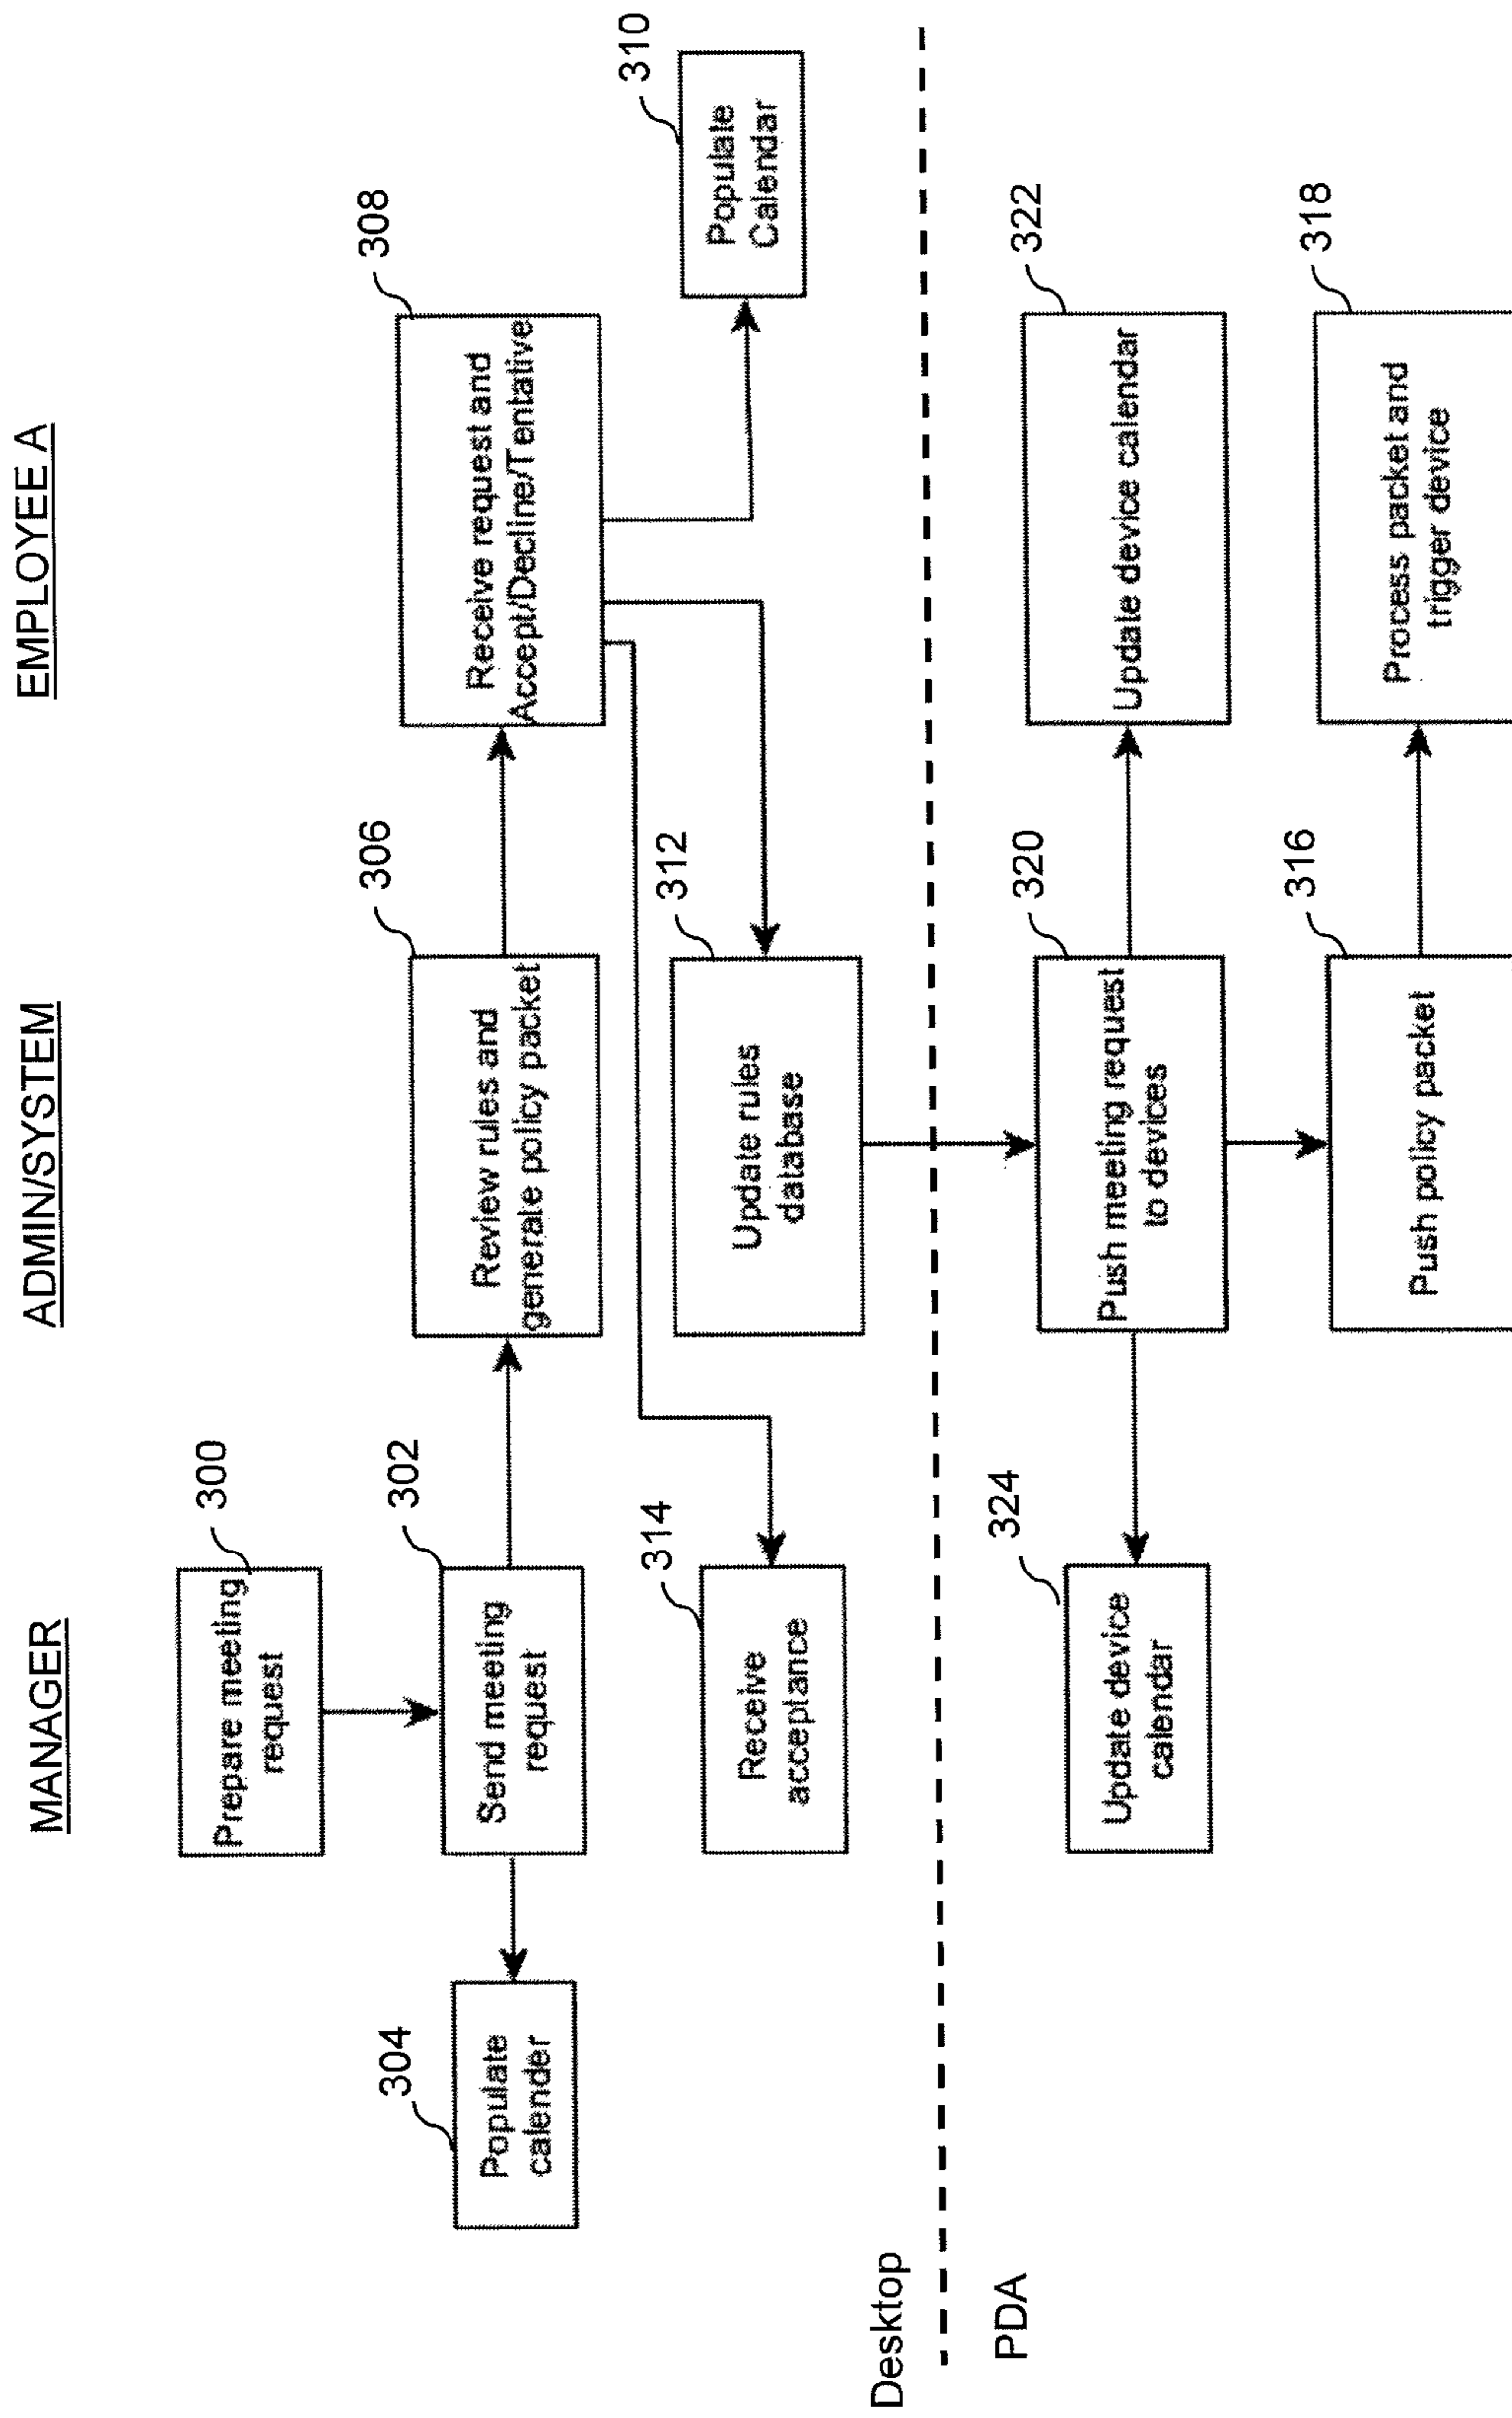 MANAGER
ADMIN/SYSTEM
EMPLOYEE A
300
Prepare meeting
request
304
Populate
calender
302
Send meeting
request
306
Review rules and
generate policy packet
308
Receive request and
Accept/Decline/Tentative
314
Receive
acceptance
312
Update rules
database
310
Populate
Calendar
Desktop
PDA
324
Update device
calendar
320
Push meeting request
to devices
322
Update device calendar
316
Push policy packet
318
Process packet and
trigger device